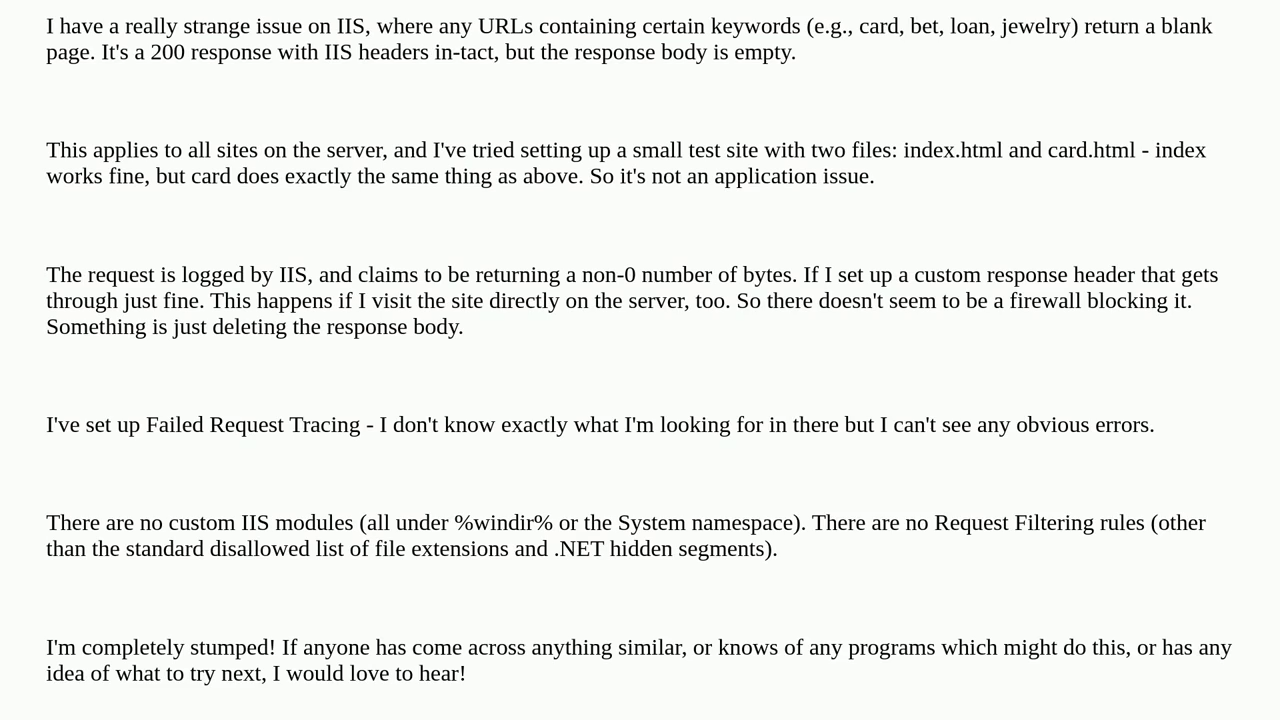 I have a really strange issue on IIS, where any URLs containing certain keywords (e.g., card, bet, loan, jewelry) return a blank
page. It's a 200 response with IIS headers in-tact, but the response body is empty.
This applies to all sites on the server, and I've tried setting up a small test site with two files: index.html and card.html - index
works fine, but card does exactly the same thing as above. So it's not an application issue.
The request is logged by IIS, and claims to be returning a non-0 number of bytes. If I set up a custom response header that gets
through just fine. This happens if I visit the site directly on the server, too. So there doesn't seem to be a firewall blocking it.
Something is just deleting the response body.
I've set up Failed Request Tracing - I don't know exactly what I'm looking for in there but I can't see any obvious errors.
There are no custom IIS modules (all under %windir% or the System namespace). There are no Request Filtering rules (other
than the standard disallowed list of file extensions and .NET hidden segments).
I'm completely stumped! If anyone has come across anything similar, or knows of any programs which might do this, or has any
idea of what to try next, I would love to hear!